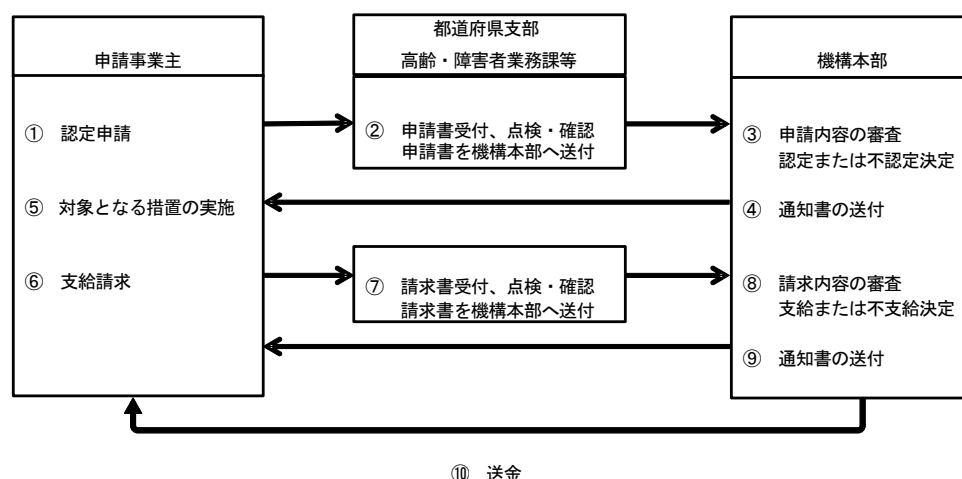 申請事業主
都道府県支部
高齢・障害者業務課等
機構本部
① 認定申請
② 申請書受付、点検・確認
申請書を機構本部へ送付
③ 申請内容の審査
認定または不認定決定
④ 通知書の送付
⑤ 対象となる措置の実施
⑥ 支給請求
⑦ 請求書受付、点検・確認
請求書を機構本部へ送付
⑧ 請求内容の審査
支給または不支給決定
⑨ 通知書の送付
⑩ 送金